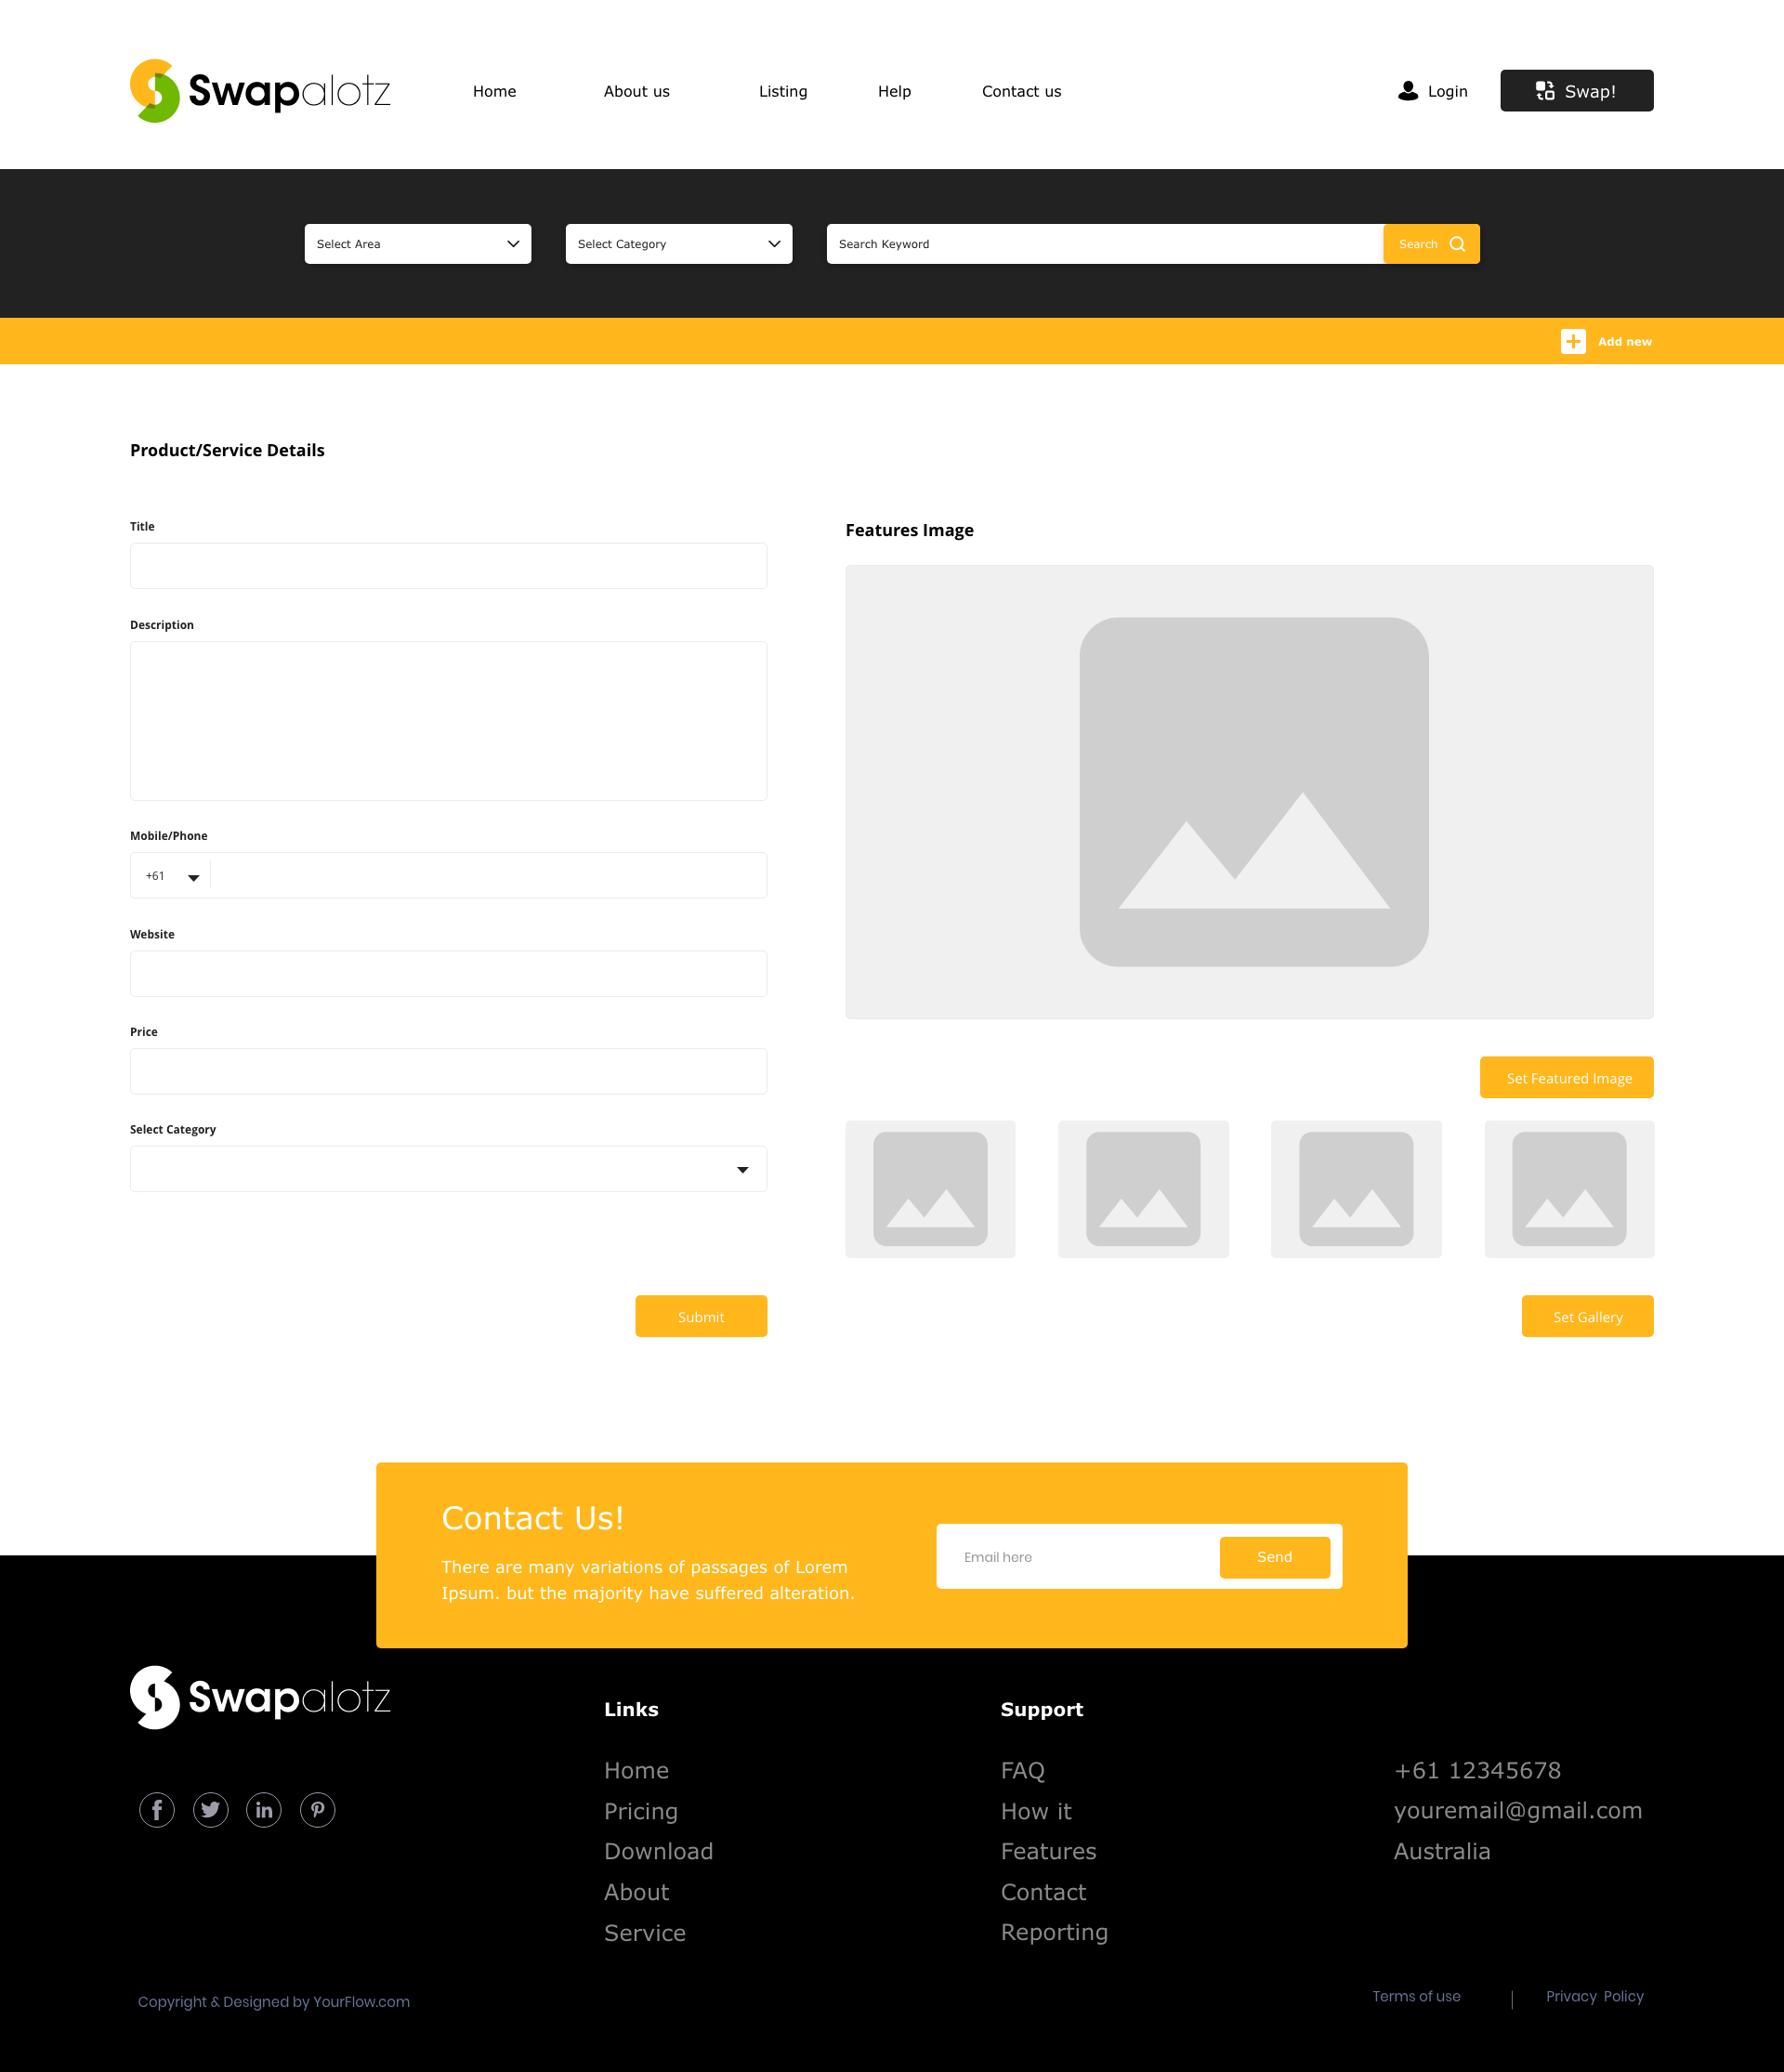 Swapalotz
Home
About us
Listing
Help
Contact us
Login
Swap!
Select Area
Select Category
Search Keyword
Search
Add new
Product/Service Details
Title
Description
Mobile/Phone
+61
Website
Price
Select Category
Submit
Features Image
Set Featured Image
Set Gallery
Contact Us!
There are many variations of passages of Lorem
Ipsum. but the majority have suffered alteration.
Email here
Send
Swapalotz
Links
Home
Pricing
Download
About
Service
Support
FAQ
How it
Features
Contact
Reporting
+61 12345678
youremail@gmail.com
Australia
Copyright & Designed by YourFlow.com
Terms of use
Privacy Policy